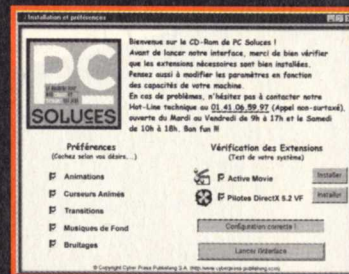 Installation et préférences
PC
SOLUCES
Bienvenue sur le CD-Rom de PC Soluces !
Avant de lancer notre interface, merci de bien vérifier
que les extensions nécessaires sont bien installées.
Pensez aussi à modifier les paramètres en fonction
des capacités de votre machine.
En cas de problèmes, n'hésitez pas à contacter notre
Hot-Line technique au 01.41.06.59.97 (Appel non-surtaxé),
ouverte du Mardi au Vendredi de 9h à 17h et le Samedi
de 10h à 18h. Bon fun !!!
Préférences
(Cochez selon vos désirs...)
Animations
Curseurs Animés
Transitions
Musiques de Fond
Bruitages
Vérification des Extensions
(Test de votre système)
Active Movie
Installer
Pilotes DirectX 5.2 VF
Installer
Configuration correcte !
Lancer l'interface
© Copyright Cyber Press Publishing S.A.